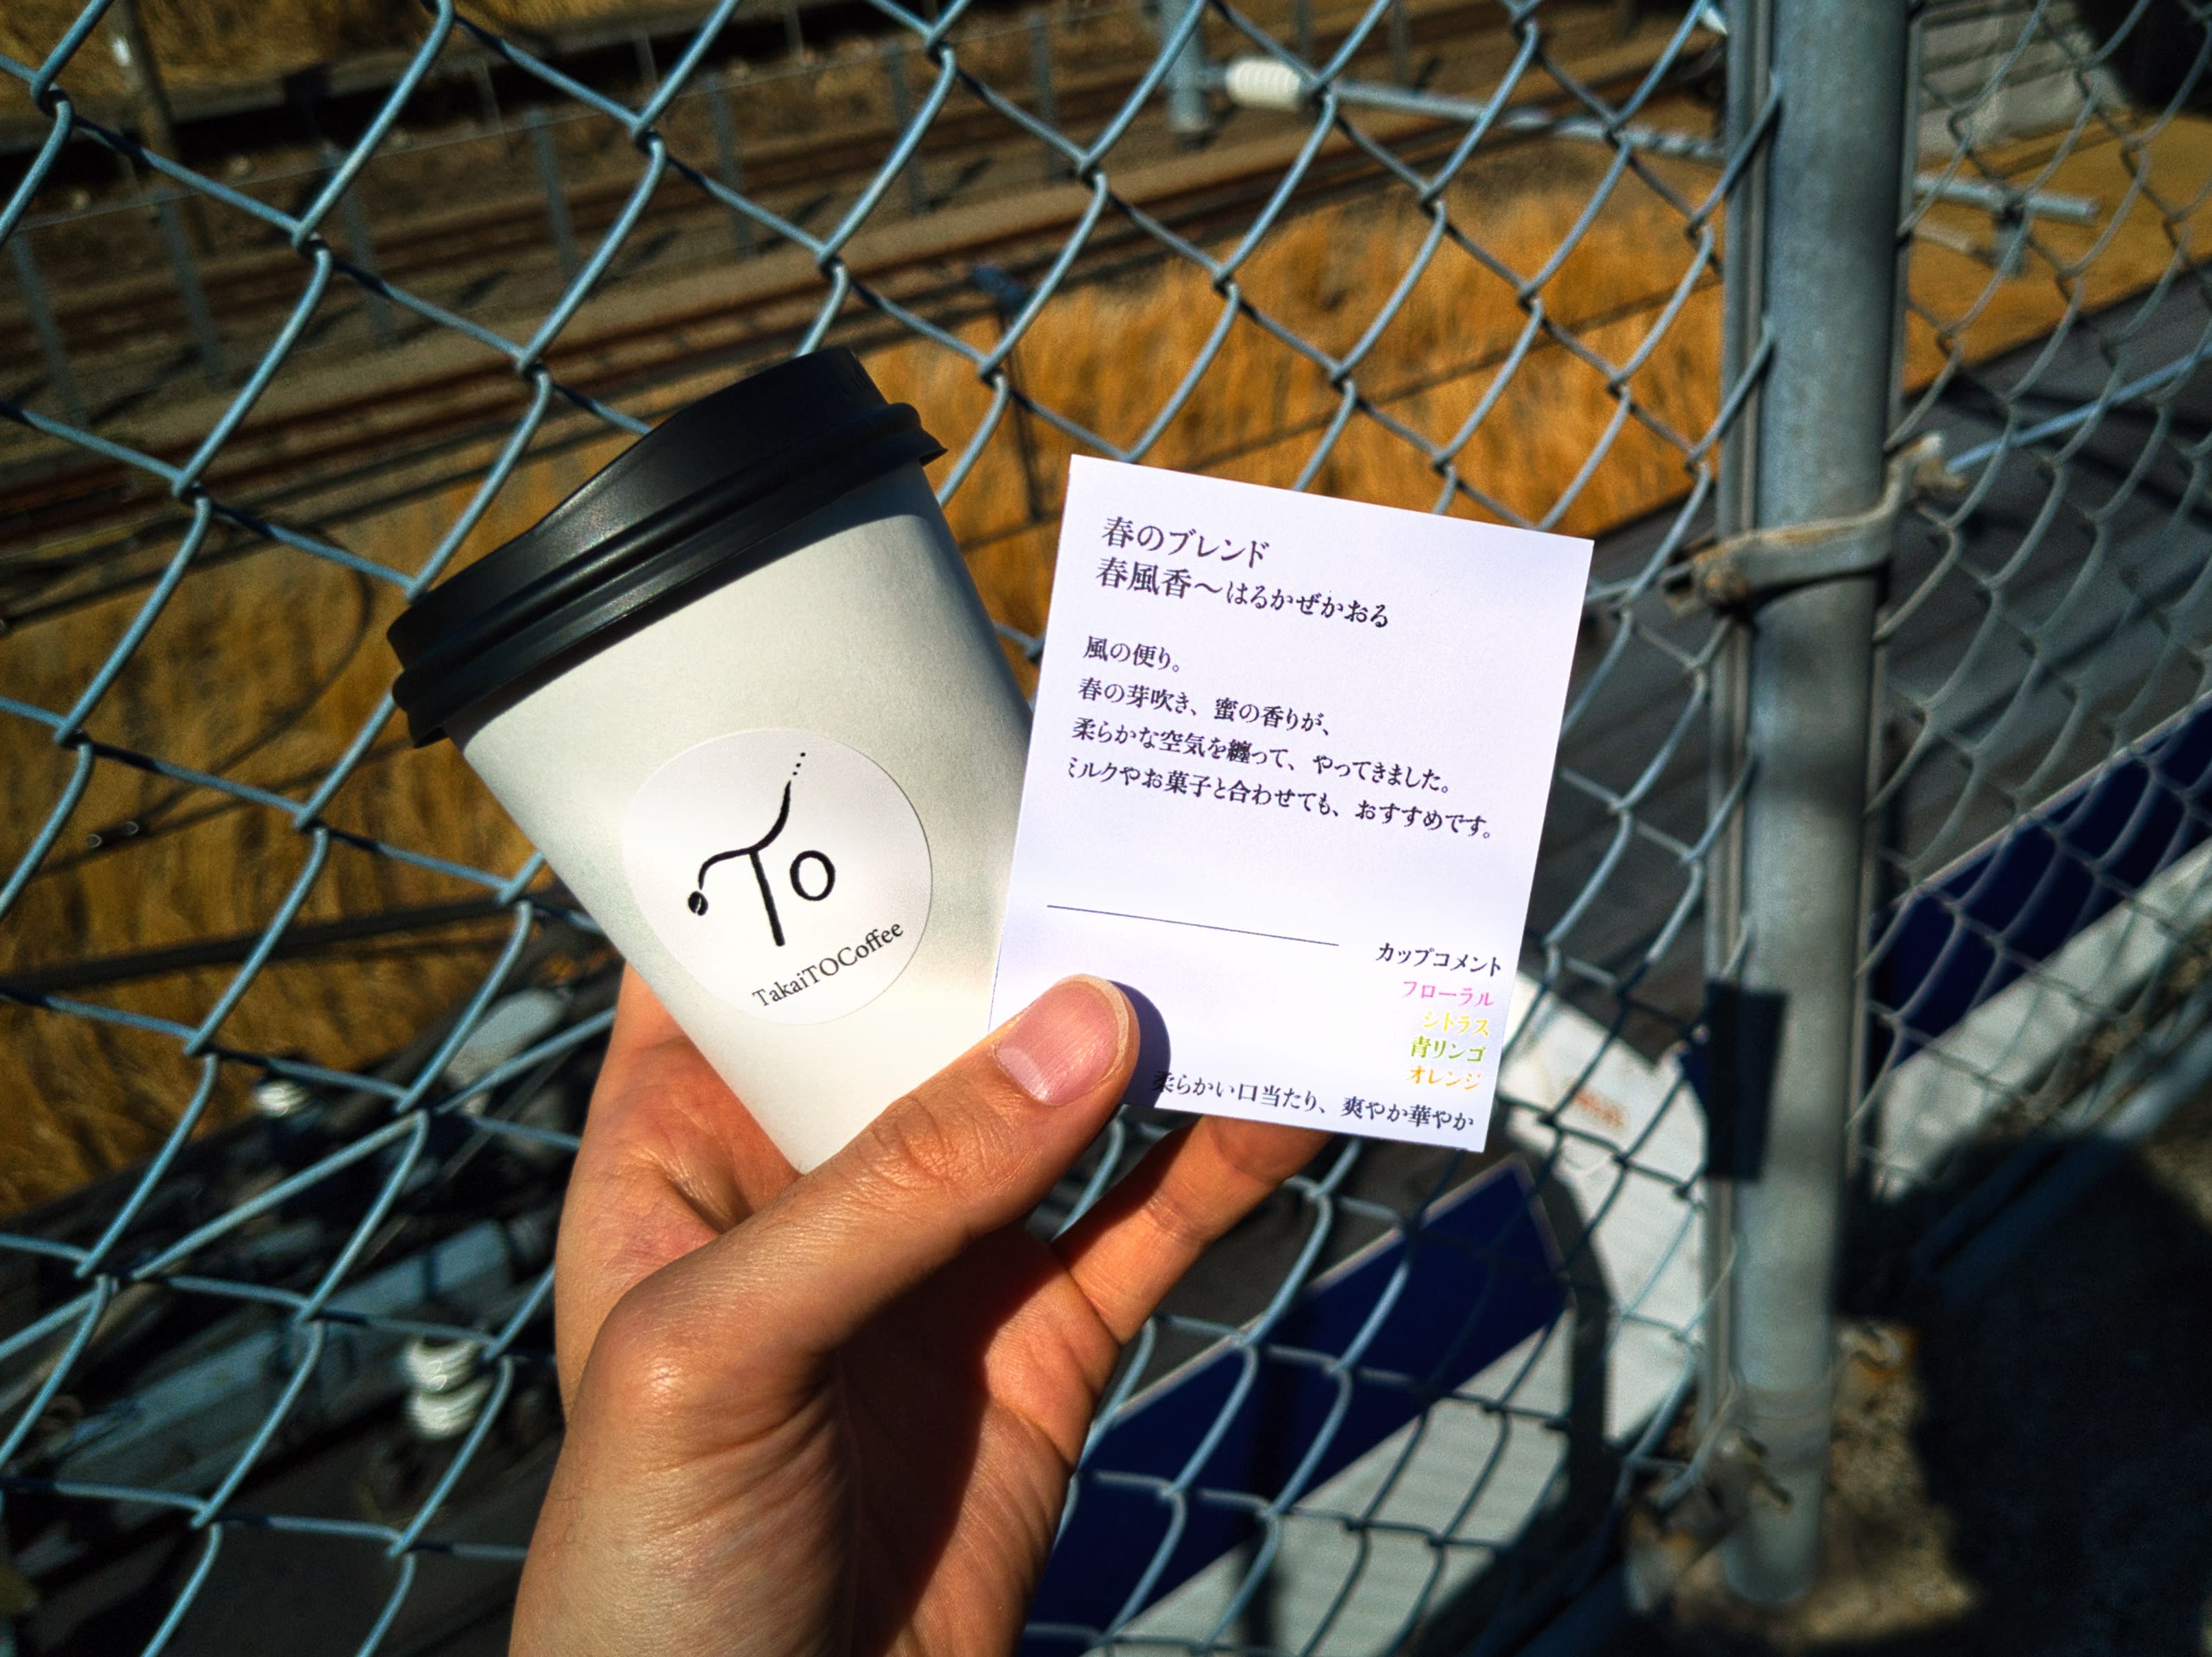 To
TakaiTOCoffee
春のブレンド
春風香〜はるかぜかおる
風の便り。
春の芽吹き、蜜の香りが、
柔らかな空気を纏って、やってきました。
ミルクやお菓子と合わせても、おすすめです。
カップコメント
フローラル
シトラス
青リンゴ
オレンジ
柔らかい口当たり、爽やか華やか